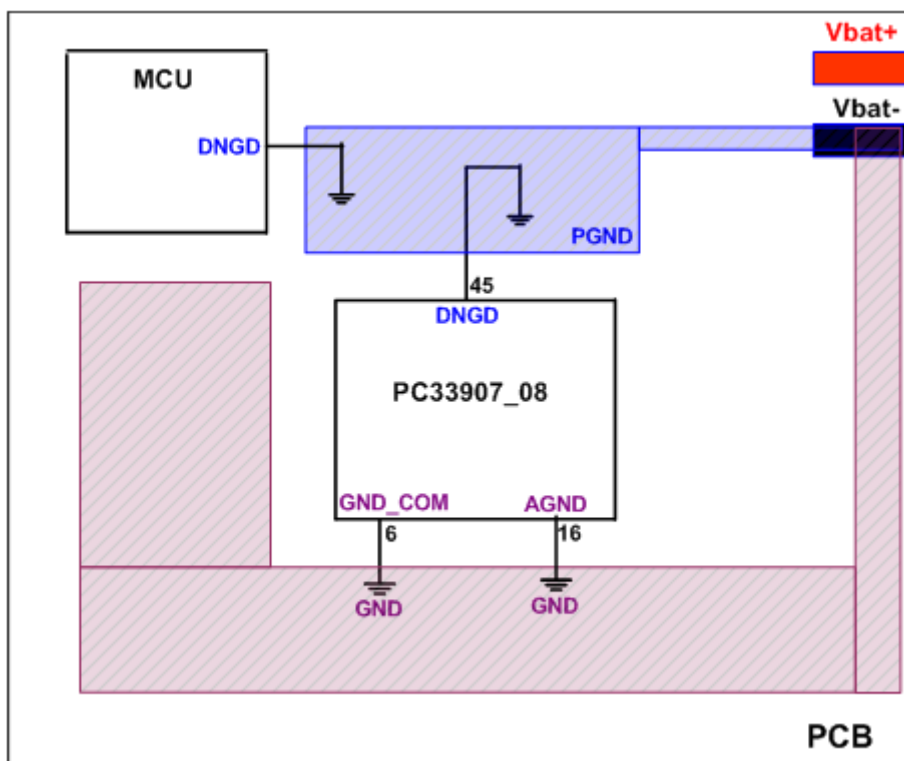 Vbat+
MCU
Vbat-
DNGD
PGND
45
DNGD
PC33907_08
GND_COM
AGND
6
16
GND
GND
PCB